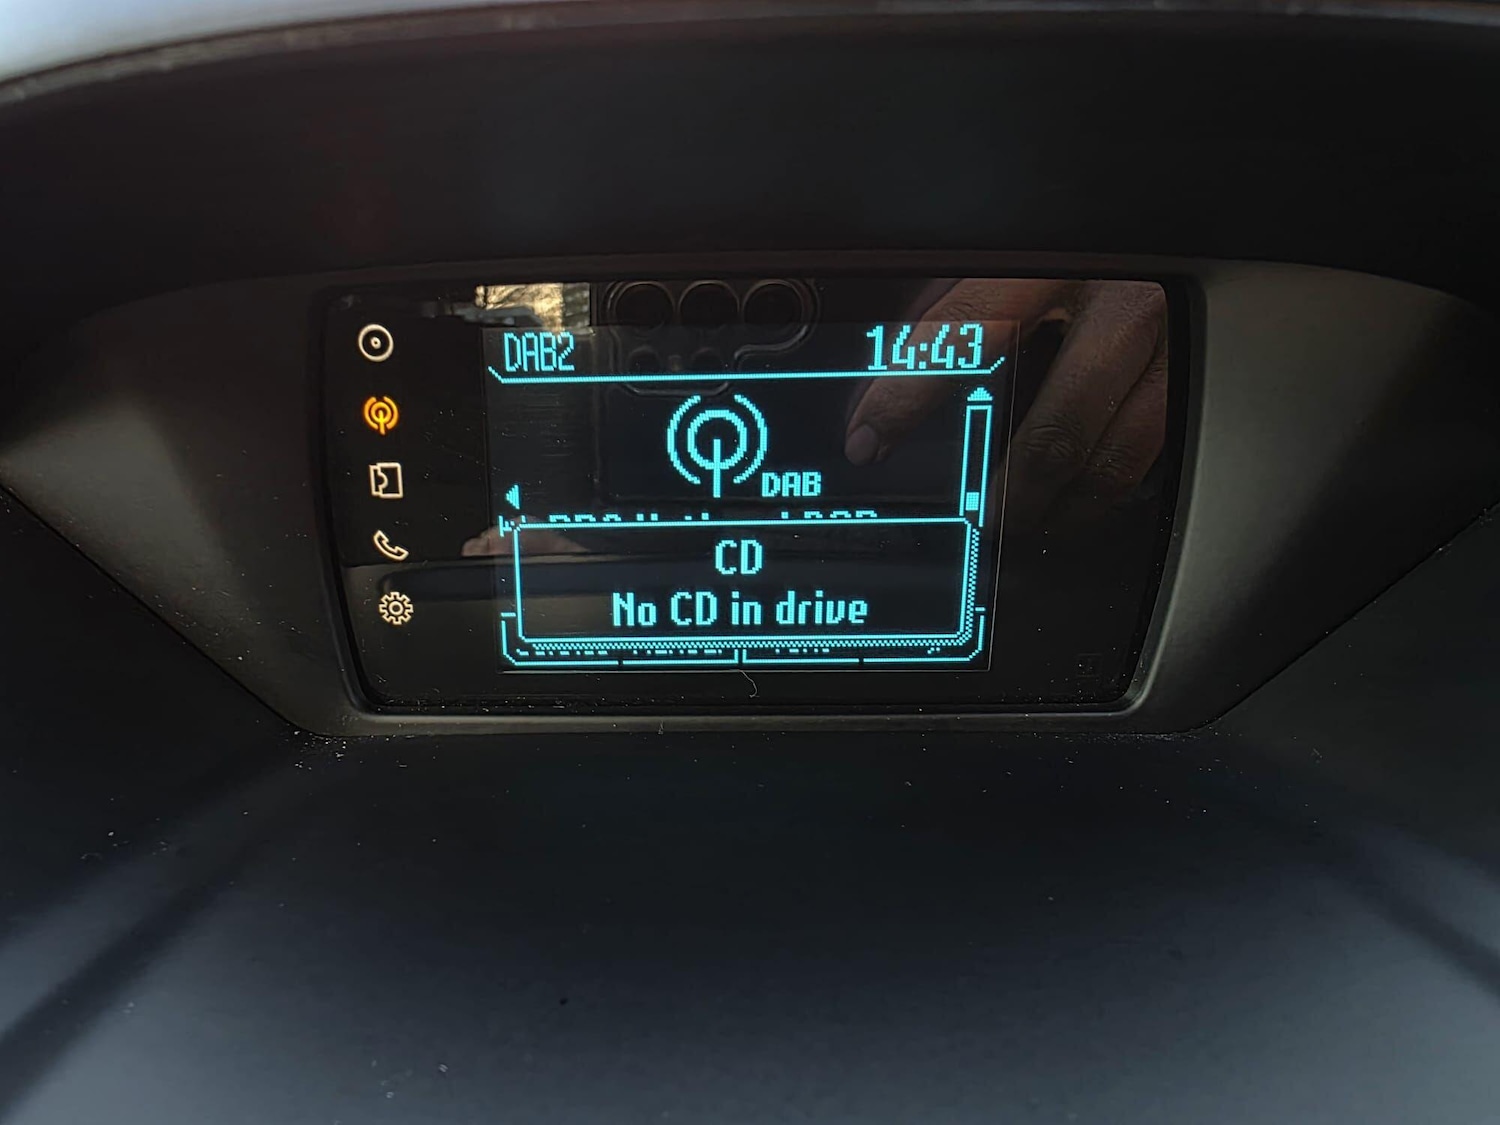 DAB2
14:43
DAB
CD
No CD in drive